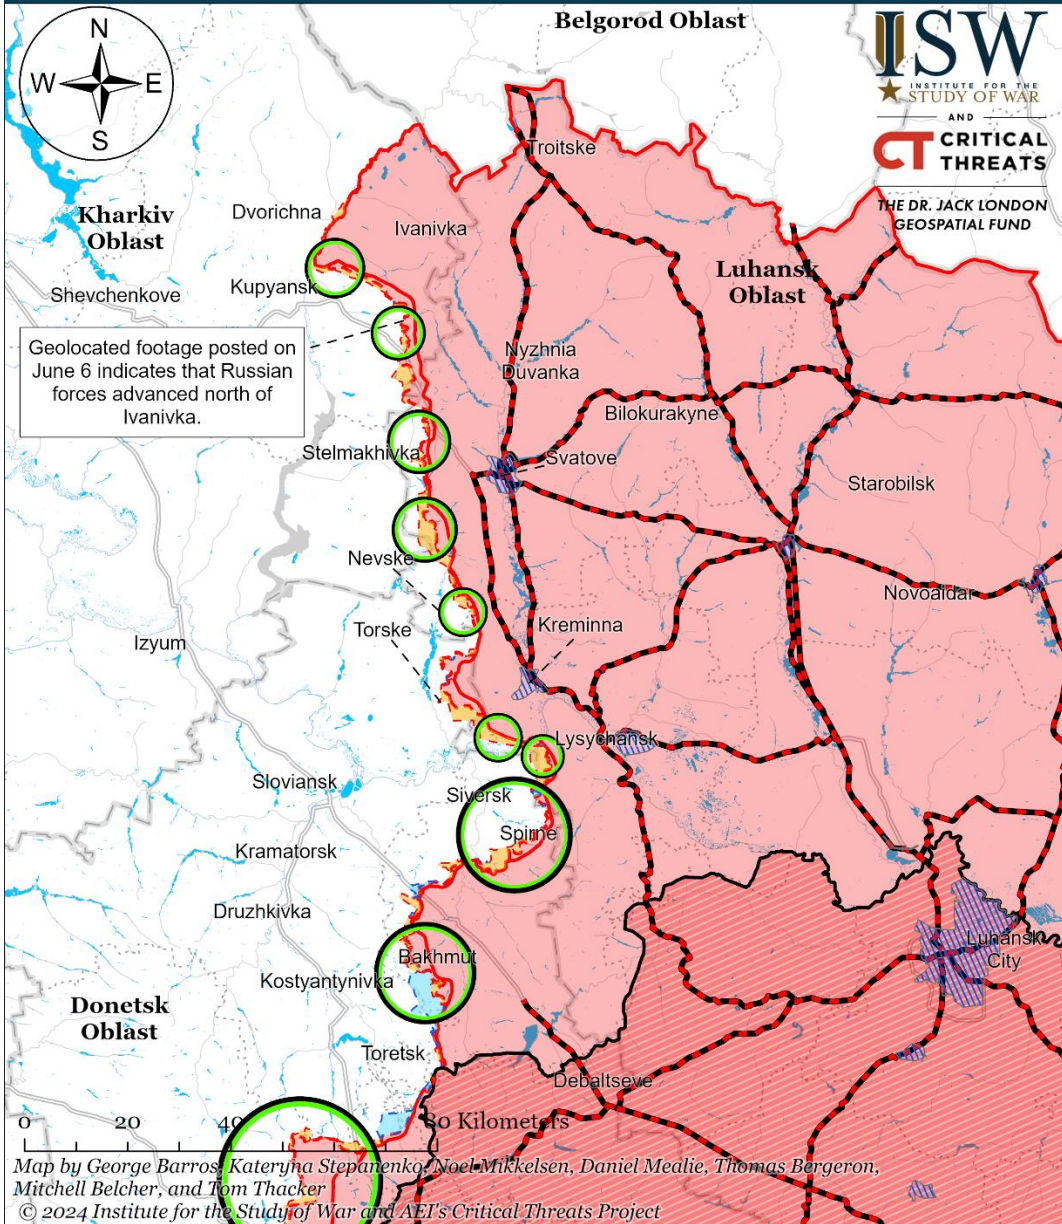 Belgorod Oblast
N
W
E
S
ISW
INSTITUTE FOR THE
STUDY OF WAR
AND
CT CRITICAL
THREATS
THE DR. JACK LONDON
GEOSPATIAL FUND
Troitske
Dvorichna
Kharkiv
Oblast
Ivanivka
Luhansk
Oblast
Kupyansk
Shevchenkove
Geolocated footage posted on
June 6 indicates that Russian
forces advanced north of
Ivanivka.
Nyzhnia
Duvanka
Bilokurakyne
Stelmakhivka
Svatove
Starobilsk
Nevske
Novoaidar
Torske
Kreminna
Izyum
Lysychansk
Sloviansk
Siversk
Spirne
Kramatorsk
Druzhkivka
Luhansk
City
Bakhmut
Kostyantynivka
Donetsk
Oblast
Toretsk
Debaltseve
0 20 40 80 Kilometers
Map by George Barros, Kateryna Stepanenko, Noel Mikkelsen, Daniel Mealie, Thomas Bergeron,
Mitchell Belcher, and Tom Thacker
© 2024 Institute for the Study of War and AEI's Critical Threats Project